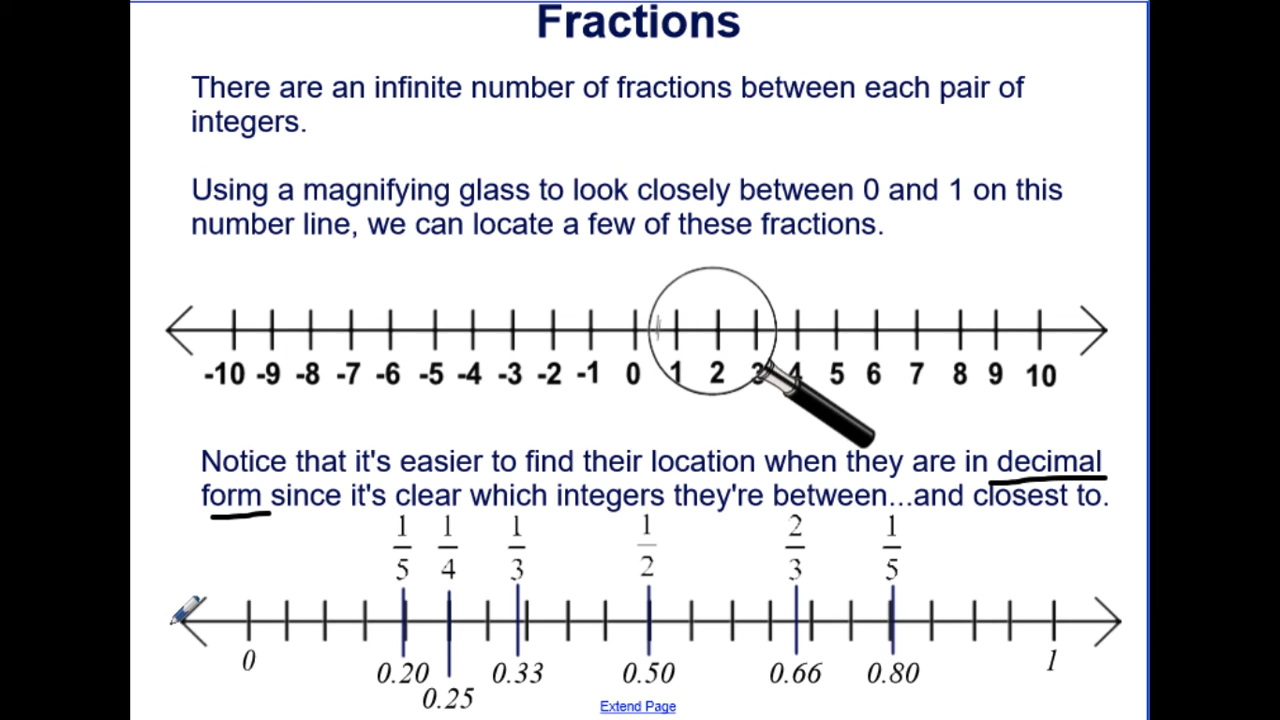 Fractions
There are an infinite number of fractions between each pair of
integers.
Using a magnifying glass to look closely between 0 and 1 on this
number line, we can locate a few of these fractions.
-10 -9 -8 -7 -6 -5 -4 -3 -2 -1 0 1 2 3 4 5 6 7 8 9 10
Notice that it's easier to find their location when they are in decimal
form since it's clear which integers they're between...and closest to.
1/5 1/4 1/3 1/2 2/3 1/5
0 0.20 0.25 0.33 0.50 0.66 0.80 1
Extend Page